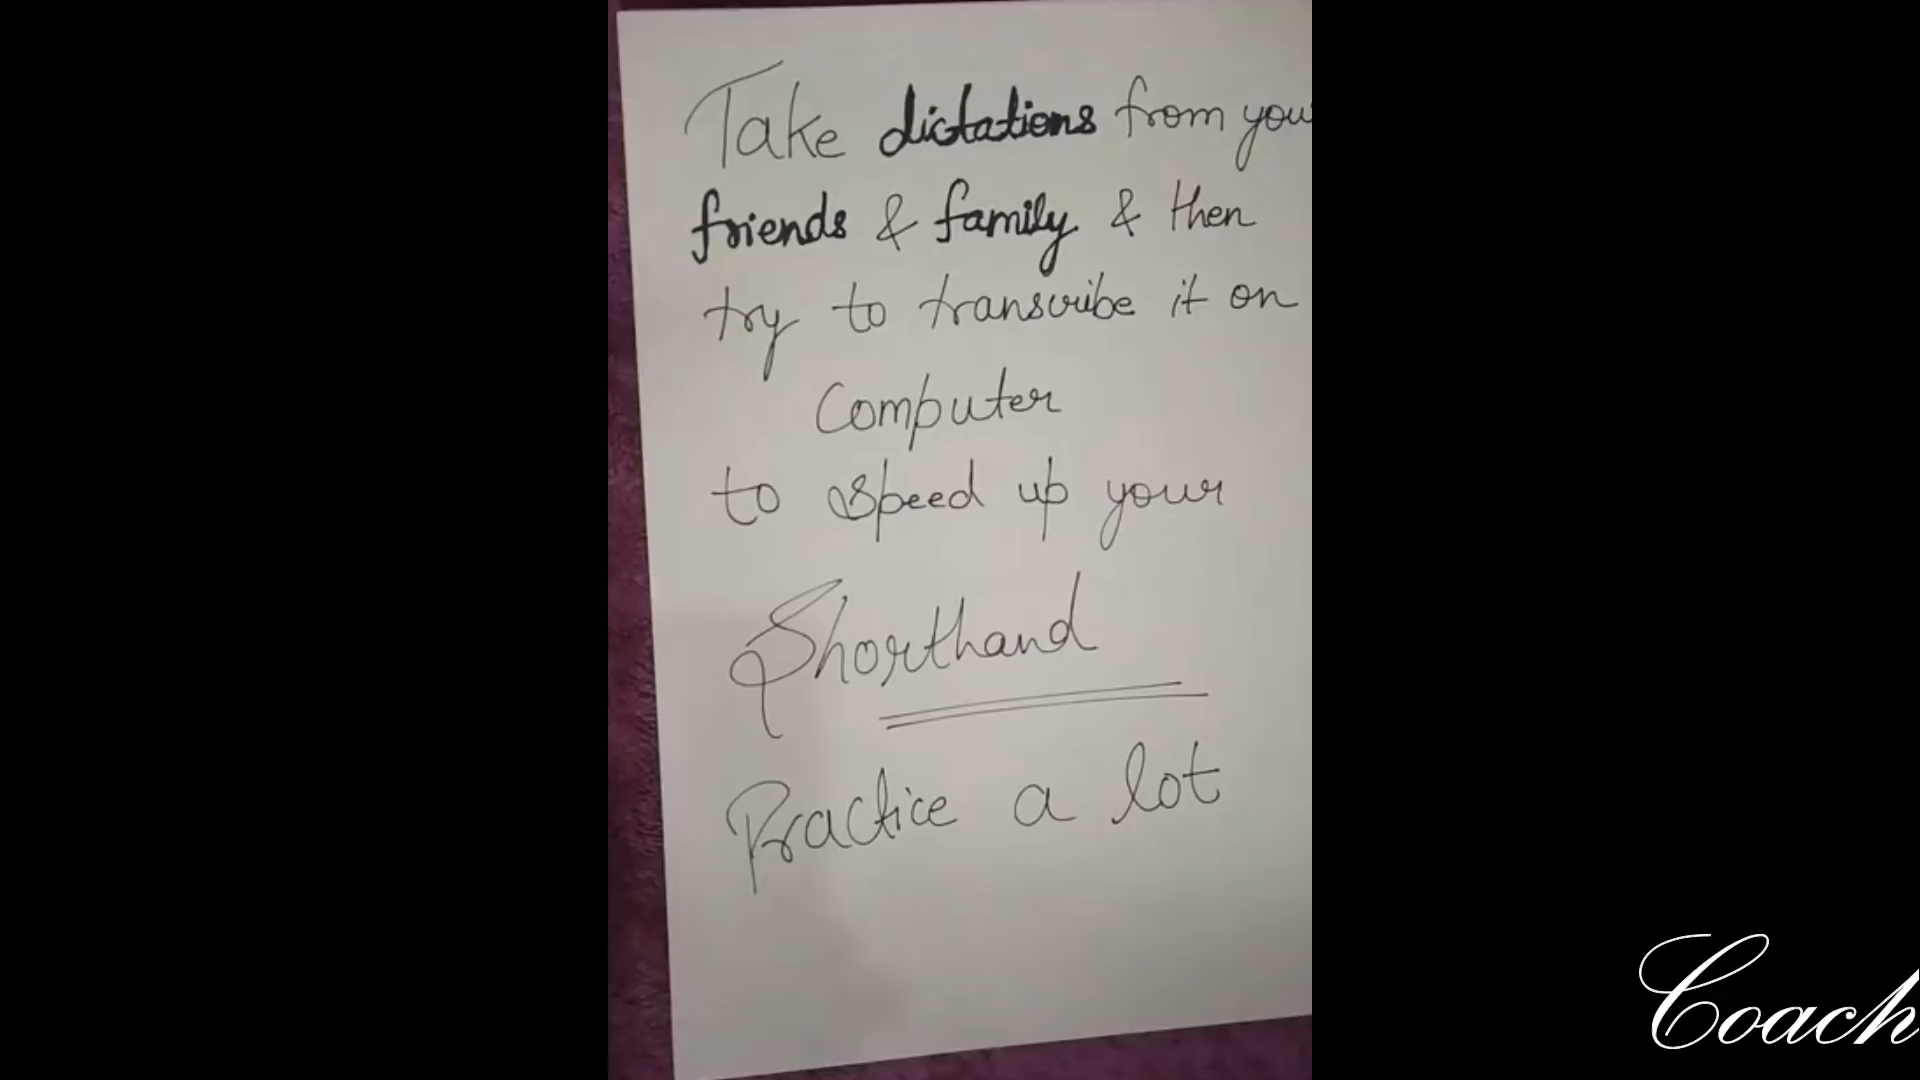 Take dictations from you
friends & family & then
try to transcribe it on
Computer
to speed up your
Shorthand
Practice a lot
Coach